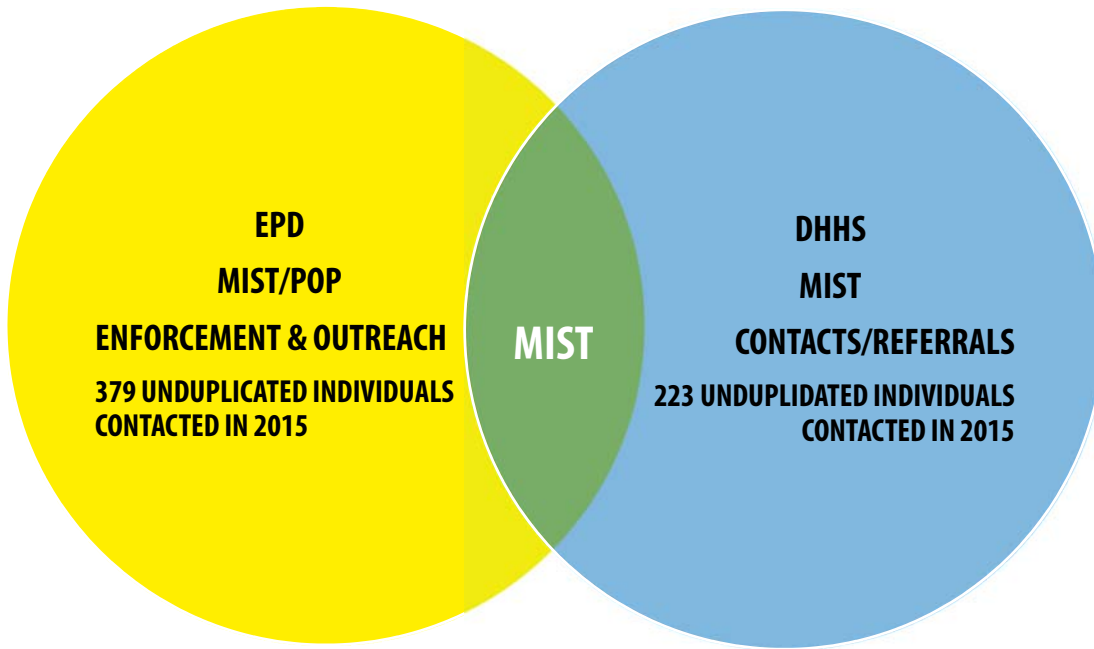 EPD
MIST/POP
ENFORCEMENT & OUTREACH
379 UNDUPLICATED INDIVIDUALS
CONTACTED IN 2015
MIST
DHHS
MIST
CONTACTS/REFERRALS
223 UNDUPLIDATED INDIVIDUALS
CONTACTED IN 2015